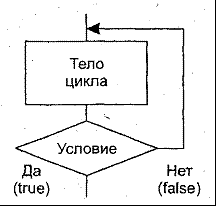 Тело
цикла
Условие
Да
(true)
Нет
(false)